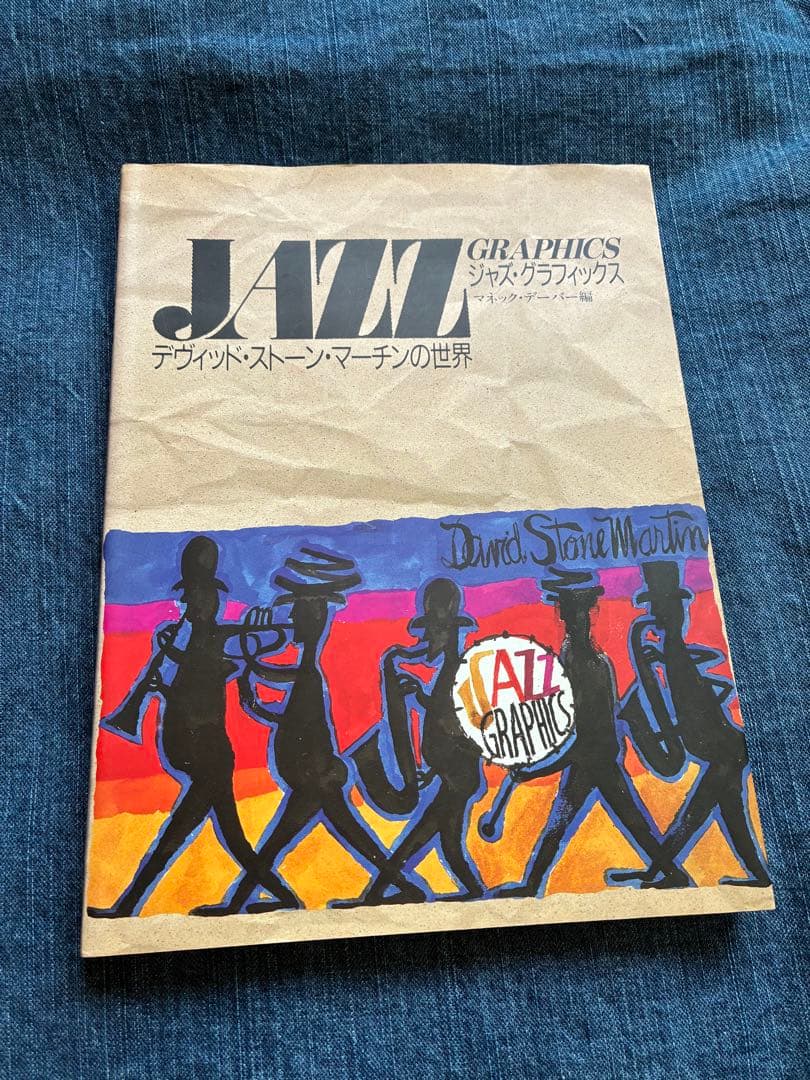 JAZZ GRAPHICS
ジャズ・グラフィックス
マネック・デーバー編
デヴィッド・ストーン・マーチンの世界
David Stone Martin
JAZZ
GRAPHICS